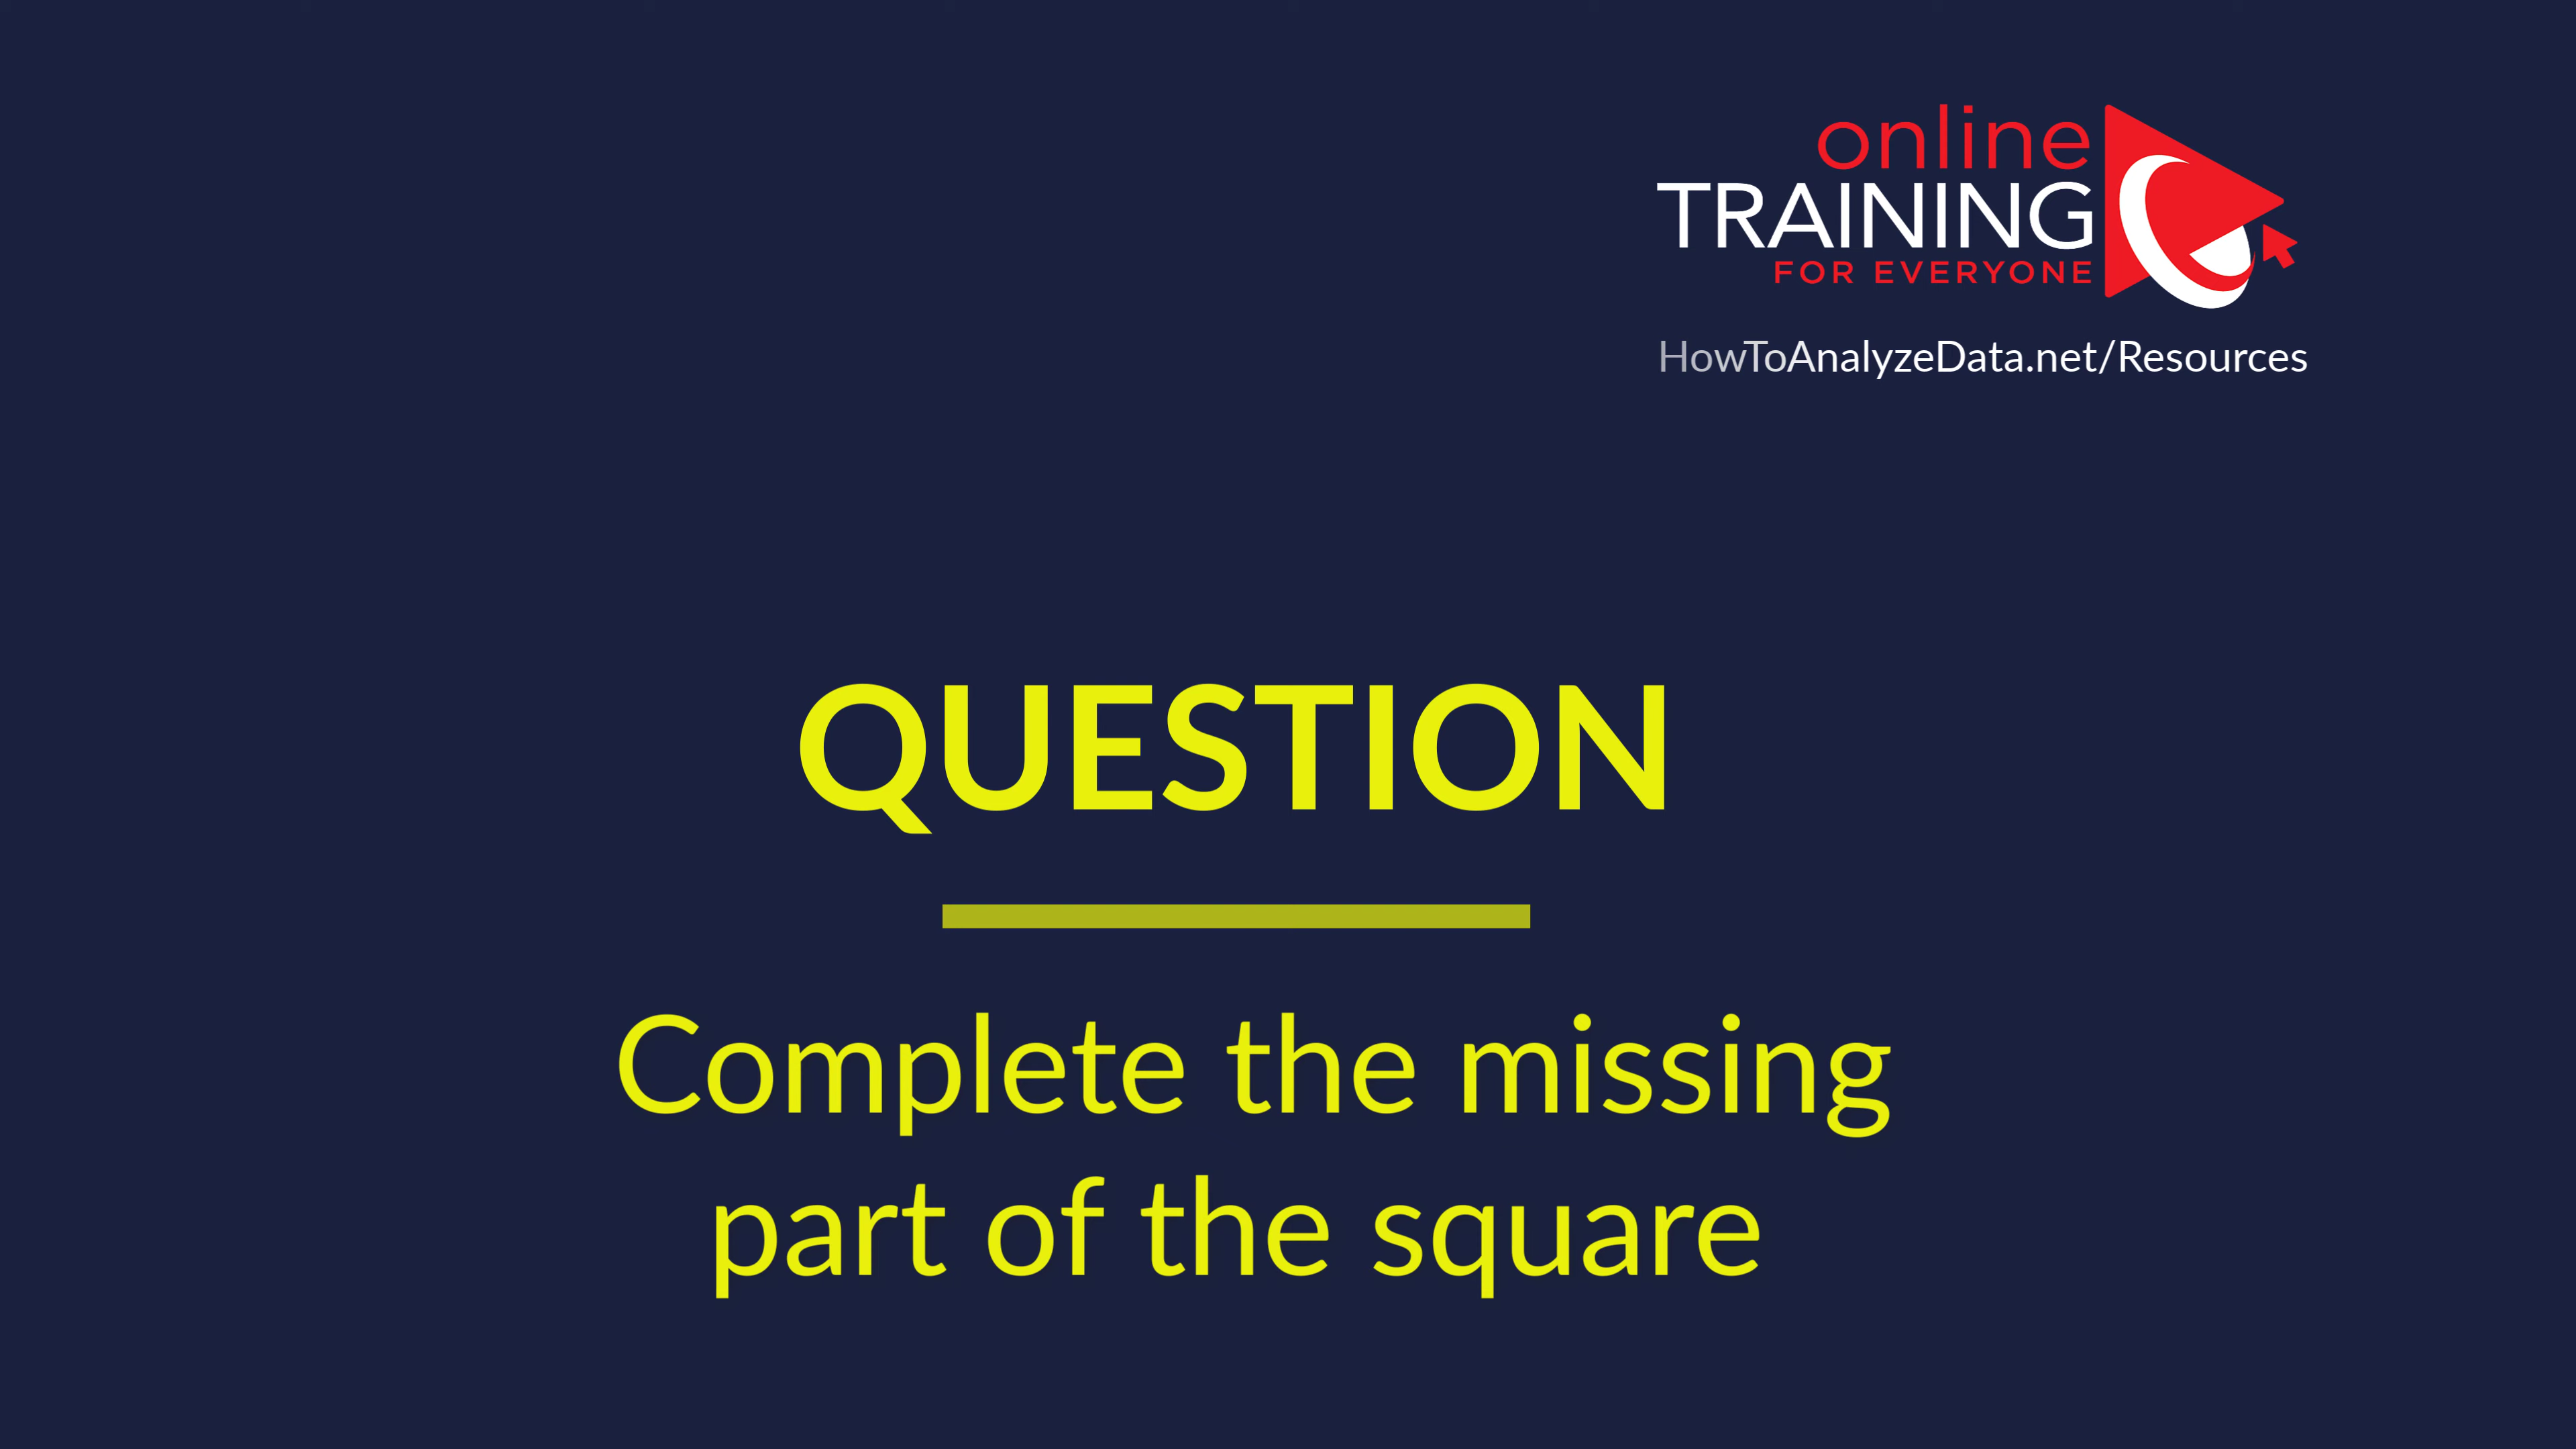 online
TRAINING
FOR EVERYONE
HowToAnalyzeData.net/Resources
QUESTION
Complete the missing
part of the square